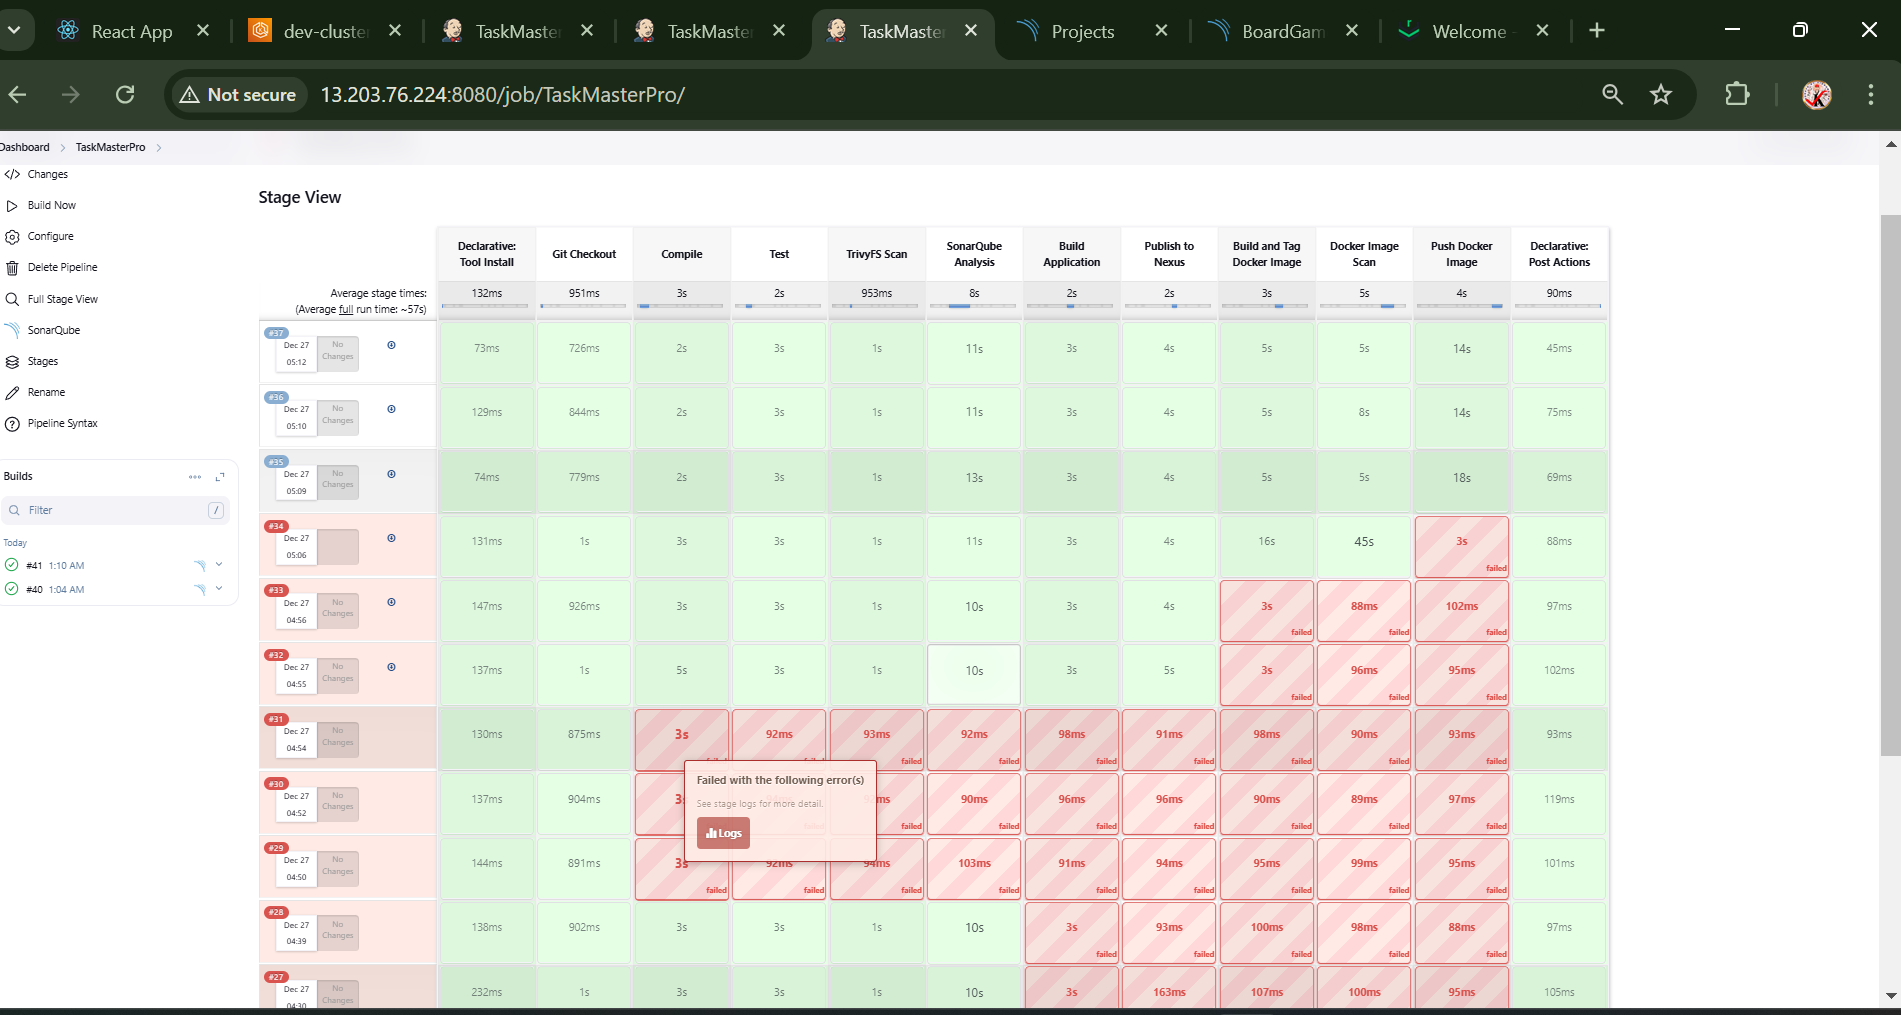 React App
dev-cluste
TaskMaste
TaskMaste
TaskMaste
Projects
BoardGam
Welcome -
Not secure
13.203.76.224:8080/job/TaskMasterPro/
Dashboard > TaskMasterPro >
Changes
Build Now
Configure
Delete Pipeline
Full Stage View
SonarQube
Stages
Rename
Pipeline Syntax
Builds
Filter /
Today
#41 1:10 AM
#40 1:04 AM
Stage View
Declarative: Tool Install
Git Checkout
Compile
Test
TrivyFS Scan
SonarQube Analysis
Build Application
Publish to Nexus
Build and Tag Docker Image
Docker Image Scan
Push Docker Image
Declarative: Post Actions
Average stage times:
(Average full run time: ~57s)
132ms 951ms 3s 2s 953ms 8s 2s 2s 3s 5s 4s 90ms
#37
Dec 27
05:12
No Changes
73ms 726ms 2s 3s 1s 11s 3s 4s 5s 5s 14s 45ms
#36
Dec 27
05:10
No Changes
129ms 844ms 2s 3s 1s 11s 3s 4s 5s 8s 14s 75ms
#35
Dec 27
05:09
No Changes
74ms 779ms 2s 3s 1s 13s 3s 4s 5s 5s 18s 69ms
#34
Dec 27
05:06
131ms 1s 3s 3s 1s 11s 3s 4s 16s 45s 3s 88ms
failed
#33
Dec 27
04:56
No Changes
147ms 926ms 3s 3s 1s 10s 3s 4s 3s 88ms 102ms 97ms
failed failed failed
#32
Dec 27
04:55
No Changes
137ms 1s 5s 3s 1s 10s 3s 5s 3s 96ms 95ms 102ms
failed failed failed
#31
Dec 27
04:54
No Changes
130ms 875ms 3s 92ms 93ms 92ms 98ms 91ms 98ms 90ms 93ms 93ms
failed failed failed failed failed failed failed
Failed with the following error(s)
See stage logs for more detail.
Logs
#30
Dec 27
04:52
No Changes
137ms 904ms 3s ms 90ms 96ms 96ms 90ms 89ms 97ms 119ms
failed failed failed failed failed failed failed
#29
Dec 27
04:50
No Changes
144ms 891ms 3s 92ms 94ms 103ms 91ms 94ms 95ms 99ms 95ms 101ms
failed failed failed failed failed failed failed failed failed
#28
Dec 27
04:39
No Changes
138ms 902ms 3s 3s 1s 10s 3s 93ms 100ms 98ms 88ms 97ms
failed failed failed failed failed
#27
Dec 27
04:30
No Changes
232ms 1s 3s 3s 1s 10s 3s 163ms 107ms 100ms 95ms 105ms